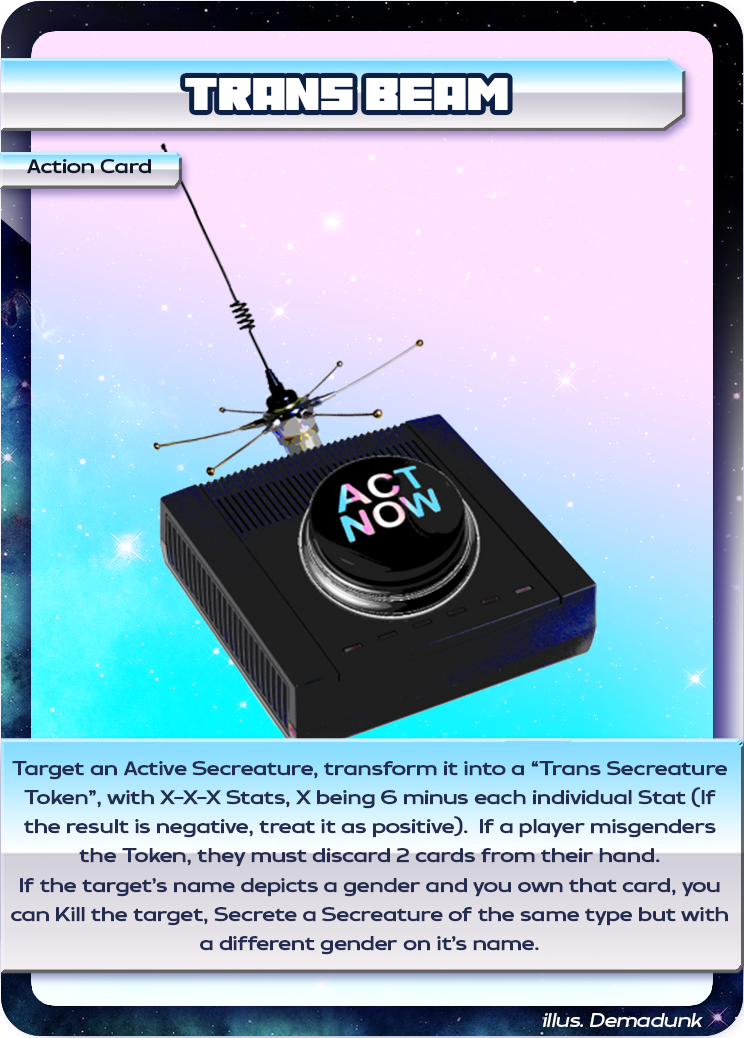 TRANS BEAM
Action Card
ACT
NOW
Target an Active Secreature, transform it into a “Trans Secreature
Token”, with X-X-X Stats, X being 6 minus each individual Stat (If
the result is negative, treat it as positive).  If a player misgenders
the Token, they must discard 2 cards from their hand.
If the target’s name depicts a gender and you own that card, you
can Kill the target, Secrete a Secreature of the same type but with
a different gender on it’s name.
illus. Demadunk